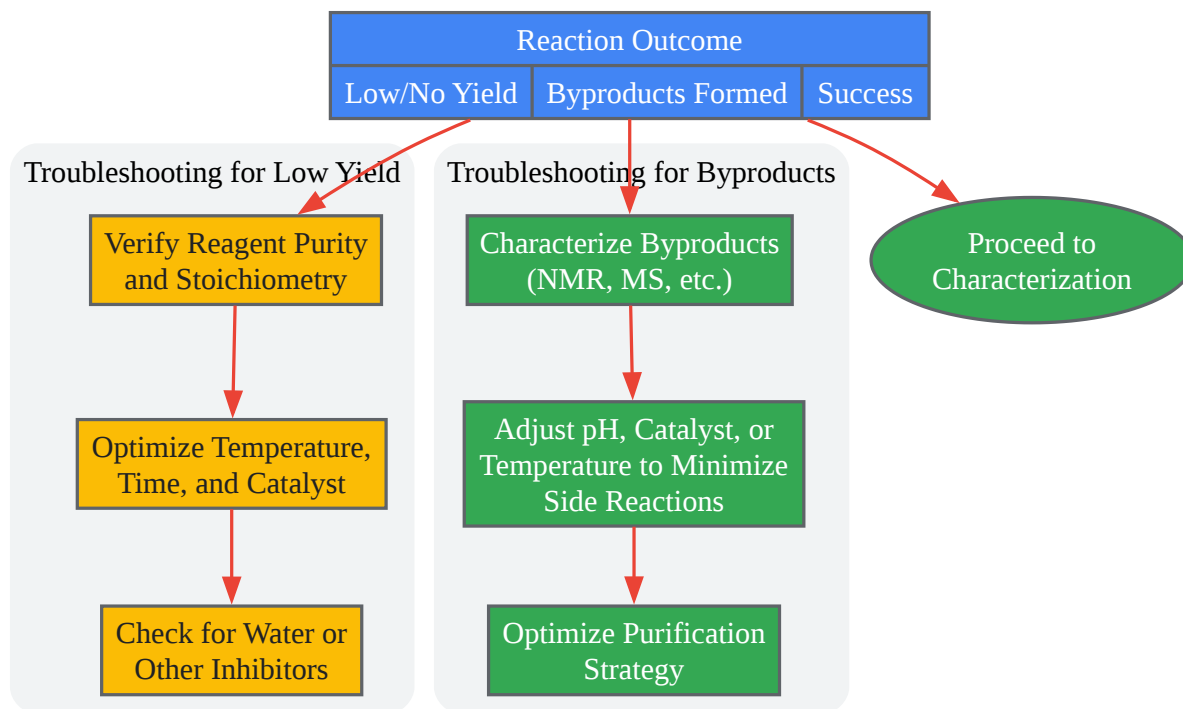 Reaction Outcome
Low/No Yield
Byproducts Formed
Success
Troubleshooting for Low Yield
Verify Reagent Purity
and Stoichiometry
Optimize Temperature,
Time, and Catalyst
Check for Water or
Other Inhibitors
Troubleshooting for Byproducts
Characterize Byproducts
(NMR, MS, etc.)
Adjust pH, Catalyst, or
Temperature to Minimize
Side Reactions
Optimize Purification
Strategy
Proceed to
Characterization